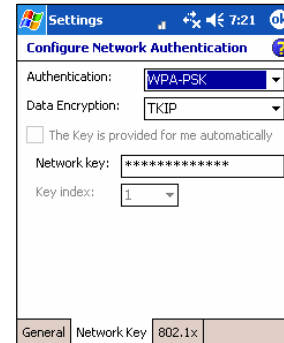 Settings 7:21 ok
Configure Network Authentication ?
Authentication: WPA-PSK
Data Encryption: TKIP
The Key is provided for me automatically
Network key: *************
Key index: 1
General Network Key 802.1x